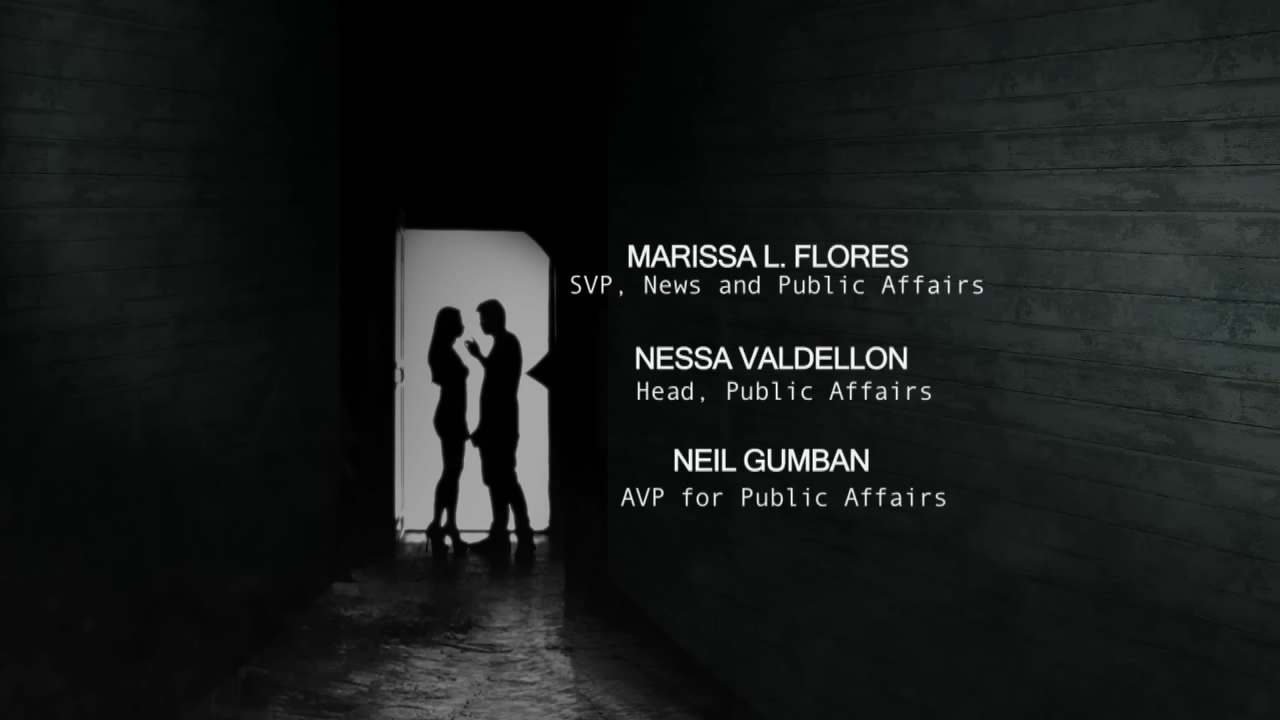 MARISSA L. FLORES
SVP, News and Public Affairs
NESSA VALDELLON
Head, Public Affairs
NEIL GUMBAN
AVP for Public Affairs